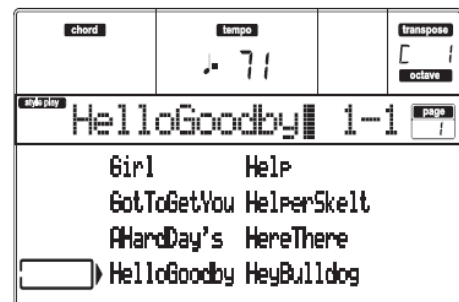 chord tempo transpose
♩. 71 C 1
octave
style play HelloGoodby 1-1 page 1
Girl Help
GotToGetYou HelperSkelt
AHardDay's HereThere
HelloGoodby HeyBulldog